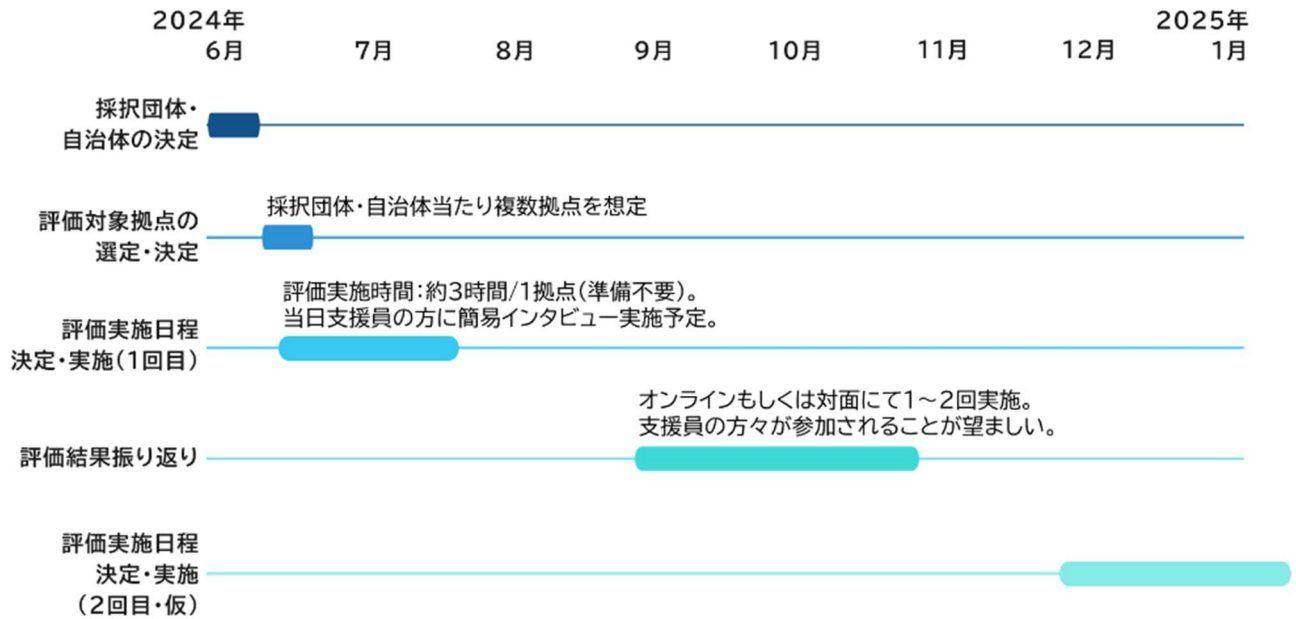 2024年
2025年
6月
7月
8月
9月
10月
11月
12月
1月
採択団体・
自治体の決定
評価対象拠点の
選定・決定
採択団体・自治体当たり複数拠点を想定
評価実施日程
決定・実施(1回目)
評価実施時間:約3時間/1拠点(準備不要)。
当日支援員の方に簡易インタビュー実施予定。
評価結果振り返り
オンラインもしくは対面にて1~2回実施。
支援員の方々が参加されることが望ましい。
評価実施日程
決定・実施
(2回目・仮)